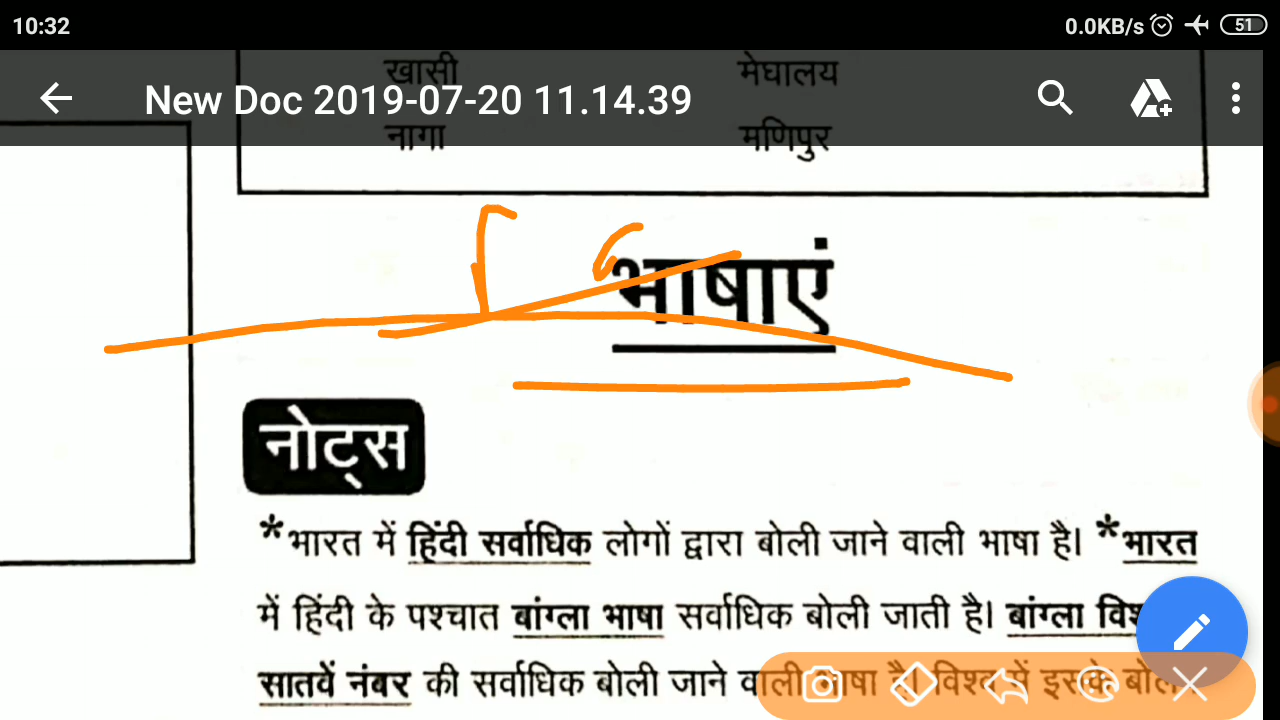 10:32 0.0KB/s 51
New Doc 2019-07-20 11.14.39
खासी मेघालय
नागा मणिपुर
भाषाएं
नोट्स
*भारत में हिंदी सर्वाधिक लोगों द्वारा बोली जाने वाली भाषा है। *भारत
में हिंदी के पश्चात बांग्ला भाषा सर्वाधिक बोली जाती है। बांग्ला
सातवें नंबर की सर्वाधिक बोली जाने वाली भाषा है। विश्व में इसके